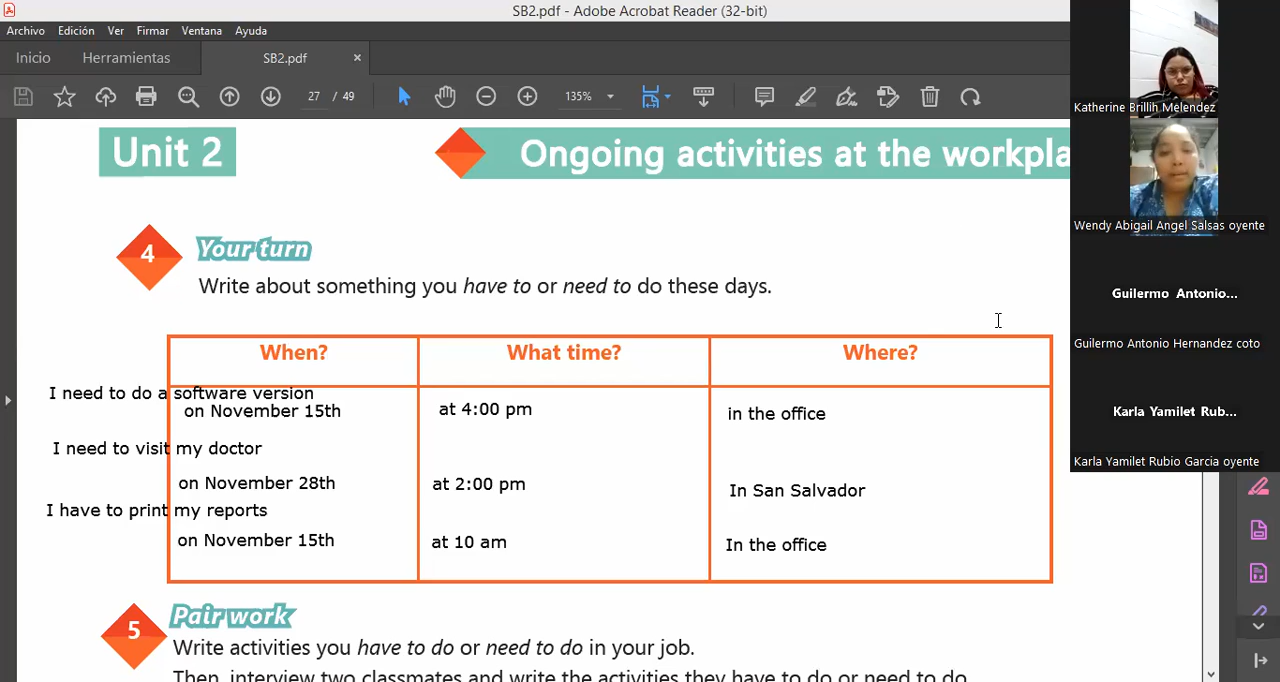 SB2.pdf - Adobe Acrobat Reader (32-bit)
Archivo Edición Ver Firmar Ventana Ayuda
Inicio Herramientas SB2.pdf ×
27 / 49 135%
Unit 2 Ongoing activities at the workpla
4 Your turn
Write about something you have to or need to do these days.
When? What time? Where?
I need to do a software version
on November 15th at 4:00 pm in the office
I need to visit my doctor
on November 28th at 2:00 pm In San Salvador
I have to print my reports
on November 15th at 10 am In the office
5 Pair work
Write activities you have to do or need to do in your job.
Then, interview two classmates and write the activities they have to do or need to do
Katherine Brillih Melendez
Wendy Abigail Angel Salsas oyente
Guilermo Antonio...
Guilermo Antonio Hernandez coto
Karla Yamilet Rub...
Karla Yamilet Rubio Garcia oyente